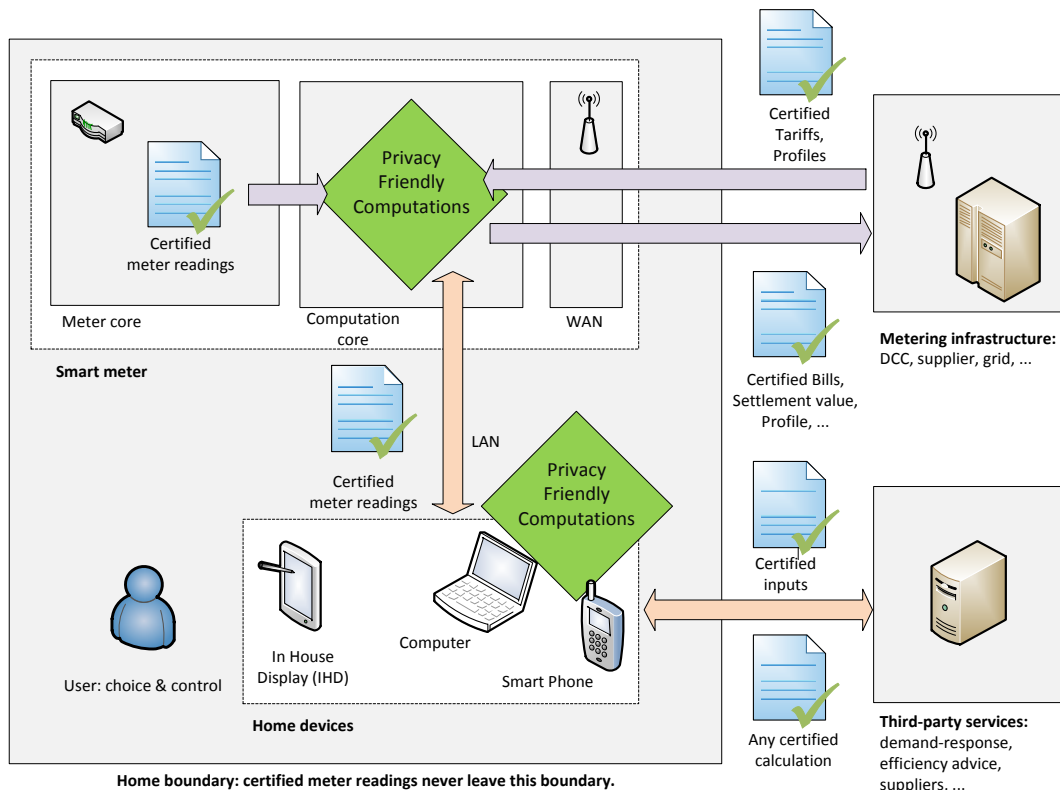 Certified
Tariffs,
Profiles
Privacy
Friendly
Computations
Certified
meter readings
Meter core
Computation
core
WAN
Smart meter
Metering infrastructure:
DCC, supplier, grid, ...
Certified Bills,
Settlement value,
Profile, ...
LAN
Certified
meter readings
Privacy
Friendly
Computations
Certified
inputs
Computer
In House
Display (IHD)
Smart Phone
User: choice & control
Home devices
Any certified
calculation
Third-party services:
demand-response,
efficiency advice,
suppliers, ...
Home boundary: certified meter readings never leave this boundary.